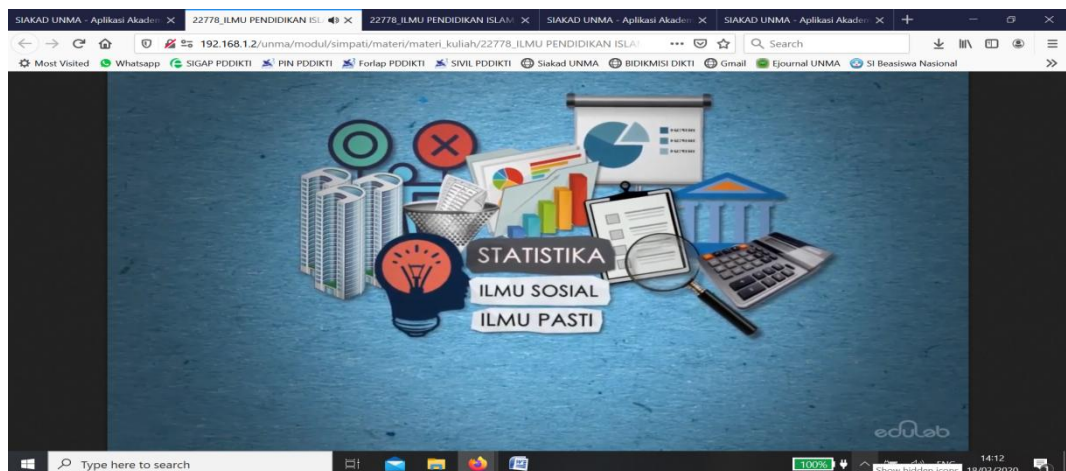 SIAKAD UNMA - Aplikasi Akadem
22778_ILMU PENDIDIKAN ISL
22778_ILMU PENDIDIKAN ISLAM
SIAKAD UNMA - Aplikasi Akadem
SIAKAD UNMA - Aplikasi Akadem
192.168.1.2/unma/modul/simpati/materi/materi_kuliah/22778_ILMU PENDIDIKAN ISLA
Search
Most Visited Whatsapp SIGAP PDDIKTI PIN PDDIKTI Forlap PDDIKTI SIVIL PDDIKTI Siakad UNMA BIDIKMISI DIKTI Gmail Ejournal UNMA SI Beasiswa Nasional
STATISTIKA
ILMU SOSIAL
ILMU PASTI
edulab
Type here to search
100%
14:12
Show hidden icons
18/02/2020